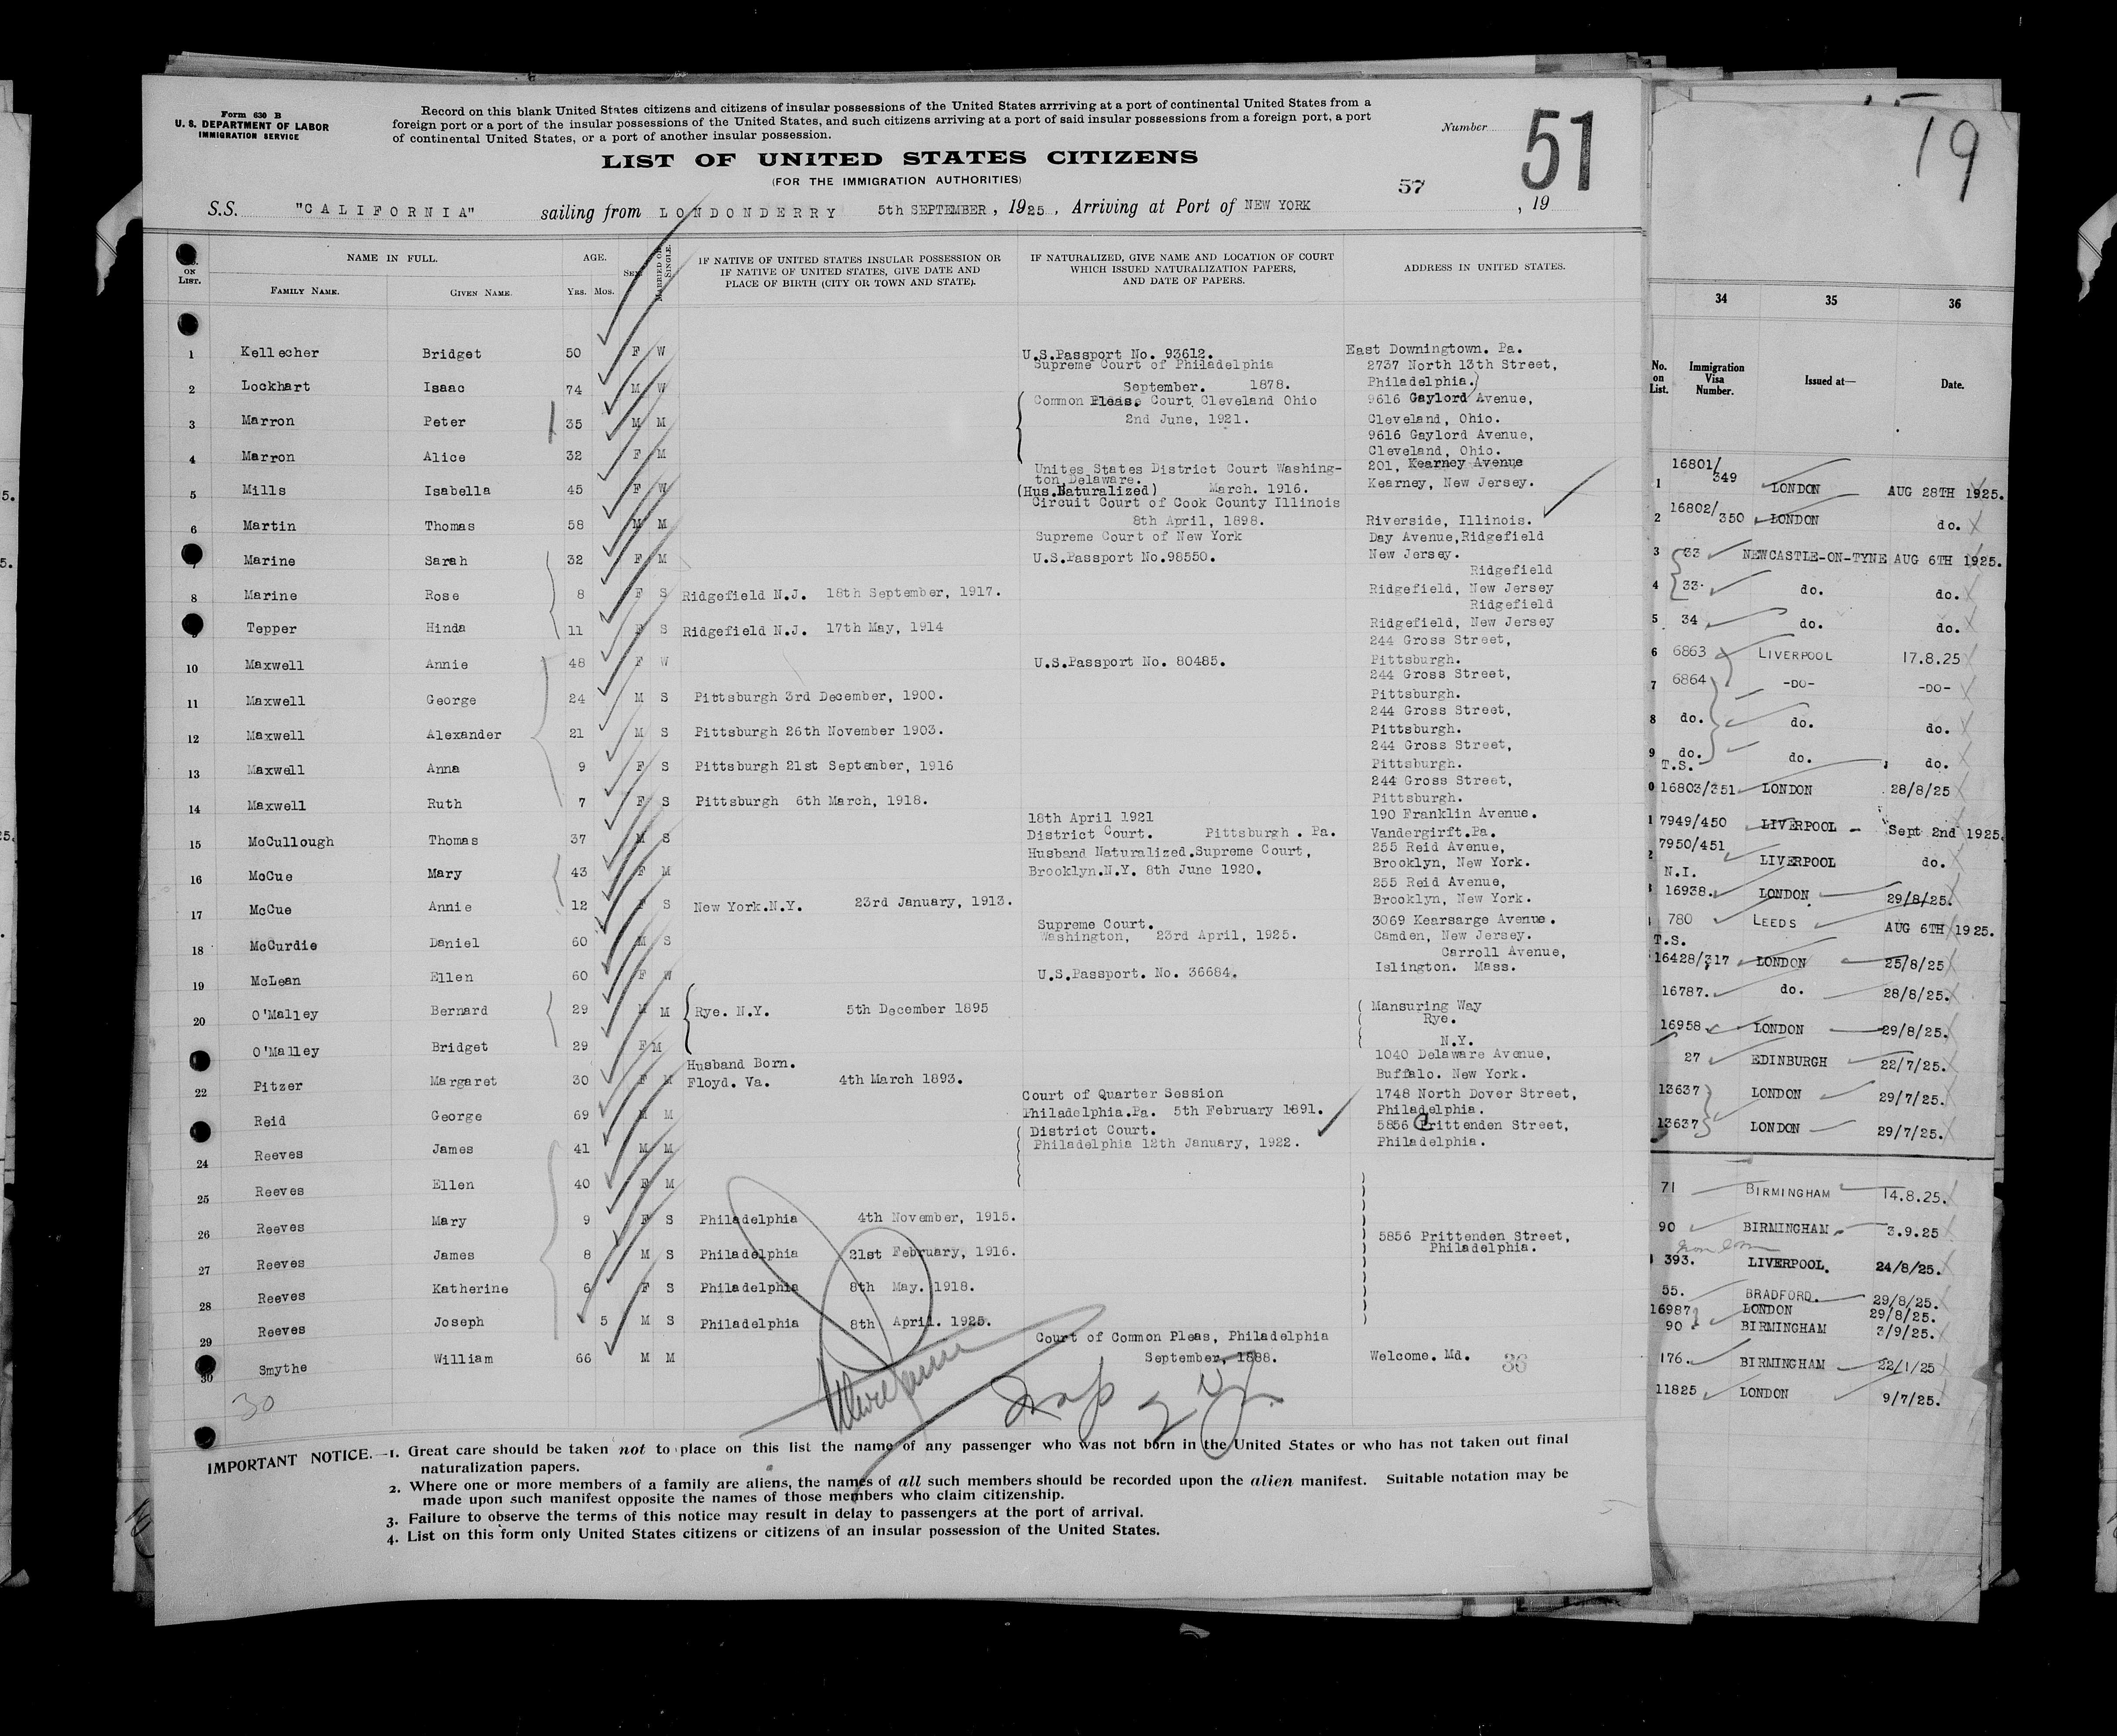 Form 630 B
U. S. DEPARTMENT OF LABOR
IMMIGRATION SERVICE
Record on this blank United States citizens and citizens of insular possessions of the United States arrriving at a port of continental United States from a
foreign port or a port of the insular possessions of the United States, and such citizens arriving at a port of said insular possessions from a foreign port, a port
of continental United States, or a port of another insular possession.
Number 51
LIST OF UNITED STATES CITIZENS
(FOR THE IMMIGRATION AUTHORITIES)
57
S.S. "CALIFORNIA" sailing from LONDONDERRY 5th SEPTEMBER, 1925, Arriving at Port of NEW YORK , 19
ON LIST.
NAME IN FULL.
FAMILY NAME. GIVEN NAME.
AGE.
YRS. MOS.
SEX
MARRIED OR SINGLE.
IF NATIVE OF UNITED STATES INSULAR POSSESSION OR
IF NATIVE OF UNITED STATES, GIVE DATE AND
PLACE OF BIRTH (CITY OR TOWN AND STATE).
IF NATURALIZED, GIVE NAME AND LOCATION OF COURT
WHICH ISSUED NATURALIZATION PAPERS,
AND DATE OF PAPERS.
ADDRESS IN UNITED STATES.
1 Kellecher Bridget 50 F W U.S.Passport No. 93612. East Downingtown. Pa.
Supreme Court of Philadelphia 2737 North 13th Street,
2 Lockhart Isaac 74 M W September. 1878. Philadelphia.
Common Pleas. Court Cleveland Ohio 9616 Gaylord Avenue,
3 Marron Peter 35 M M 2nd June, 1921. Cleveland, Ohio.
9616 Gaylord Avenue,
4 Marron Alice 32 F M Cleveland, Ohio.
Unites States District Court Washing- 201, Kearney Avenue
ton,Delaware.
5 Mills Isabella 45 F W (Hus.Naturalized) March. 1916. Kearney, New Jersey.
Circuit Court of Cook County Illinois
6 Martin Thomas 58 M M 8th April, 1898. Riverside, Illinois.
Supreme Court of New York Day Avenue,Ridgefield
7 Marine Sarah 32 F M U.S.Passport No.98550. New Jersey.
Ridgefield
8 Marine Rose 8 F S Ridgefield N.J. 18th September, 1917. Ridgefield, New Jersey
Ridgefield
Tepper Hinda 11 F S Ridgefield N.J. 17th May, 1914 Ridgefield, New Jersey
244 Gross Street,
10 Maxwell Annie 48 F W U.S.Passport No. 80485. Pittsburgh.
244 Gross Street,
11 Maxwell George 24 M S Pittsburgh 3rd December, 1900. Pittsburgh.
244 Gross Street,
12 Maxwell Alexander 21 M S Pittsburgh 26th November 1903. Pittsburgh.
244 Gross Street,
13 Maxwell Anna 9 F S Pittsburgh 21st September, 1916 Pittsburgh.
244 Gross Street,
14 Maxwell Ruth 7 F S Pittsburgh 6th March, 1918. Pittsburgh.
18th April 1921 190 Franklin Avenue.
15 McCullough Thomas 37 M S District Court. Pittsburgh . Pa. Vandergirft.Pa.
Husband Naturalized.Supreme Court, 255 Reid Avenue,
16 McCue Mary 43 F M Brooklyn.N.Y. 8th June 1920. Brooklyn, New York.
255 Reid Avenue,
17 McCue Annie 12 F S New York.N.Y. 23rd January, 1913. Brooklyn, New York.
Supreme Court. 3069 Kearsarge Avenue.
18 McCurdie Daniel 60 M S Washington, 23rd April, 1925. Camden, New Jersey.
Carroll Avenue,
19 McLean Ellen 60 F W U.S.Passport. No. 36684. Islington. Mass.
20 O'Malley Bernard 29 M M Rye. N.Y. 5th December 1895 Mansuring Way
Rye.
O'Malley Bridget 29 F M N.Y.
Husband Born. 1040 Delaware Avenue,
22 Pitzer Margaret 30 F M Floyd. Va. 4th March 1893. Buffalo. New York.
Court of Quarter Session 1748 North Dover Street,
Reid George 69 M M Philadelphia.Pa. 5th February 1891. Philadelphia.
District Court. 5856 Crittenden Street,
24 Reeves James 41 M M Philadelphia 12th January, 1922. Philadelphia.
25 Reeves Ellen 40 F M
26 Reeves Mary 9 F S Philadelphia 4th November, 1915.
5856 Prittenden Street,
27 Reeves James 8 M S Philadelphia 21st February, 1916. Philadelphia.
28 Reeves Katherine 6 F S Philadelphia 8th May. 1918.
29 Reeves Joseph 5 M S Philadelphia 8th April. 1925.
Court of Common Pleas, Philadelphia
30 Smythe William 66 M M September, 1888. Welcome. Md. 36
30
IMPORTANT NOTICE.—1. Great care should be taken not to place on this list the name of any passenger who was not born in the United States or who has not taken out final
naturalization papers.
2. Where one or more members of a family are aliens, the names of all such members should be recorded upon the alien manifest. Suitable notation may be
made upon such manifest opposite the names of those members who claim citizenship.
3. Failure to observe the terms of this notice may result in delay to passengers at the port of arrival.
4. List on this form only United States citizens or citizens of an insular possession of the United States.
19
34 35 36
No. on List. Immigration Visa Number. Issued at— Date.
1 16801/349 LONDON AUG 28TH 1925.
2 16802/350 LONDON do.
3 33 NEWCASTLE-ON-TYNE AUG 6TH 1925.
4 33. do. do.
5 34 do. do.
6 6863 LIVERPOOL 17.8.25
7 6864 -DO- -DO-
8 do. do. do.
9 do. do. do.
T.S.
0 16803/351 LONDON 28/8/25
1 7949/450 LIVERPOOL Sept 2nd 1925.
2 7950/451 LIVERPOOL do.
N.I.
16938. LONDON 29/8/25.
780 LEEDS AUG 6TH 1925.
T.S.
16428/317 LONDON 25/8/25
16787. do. 28/8/25.
16958 LONDON 29/8/25.
27 EDINBURGH 22/7/25.
13637 LONDON 29/7/25.
13637 LONDON 29/7/25.
71 BIRMINGHAM 14.8.25.
90 BIRMINGHAM. 3.9.25
393. LIVERPOOL. 24/8/25.
55. BRADFORD. 29/8/25.
16987 LONDON 29/8/25.
90 BIRMINGHAM 3/9/25.
176. BIRMINGHAM 22/1/25
11825 LONDON 9/7/25.